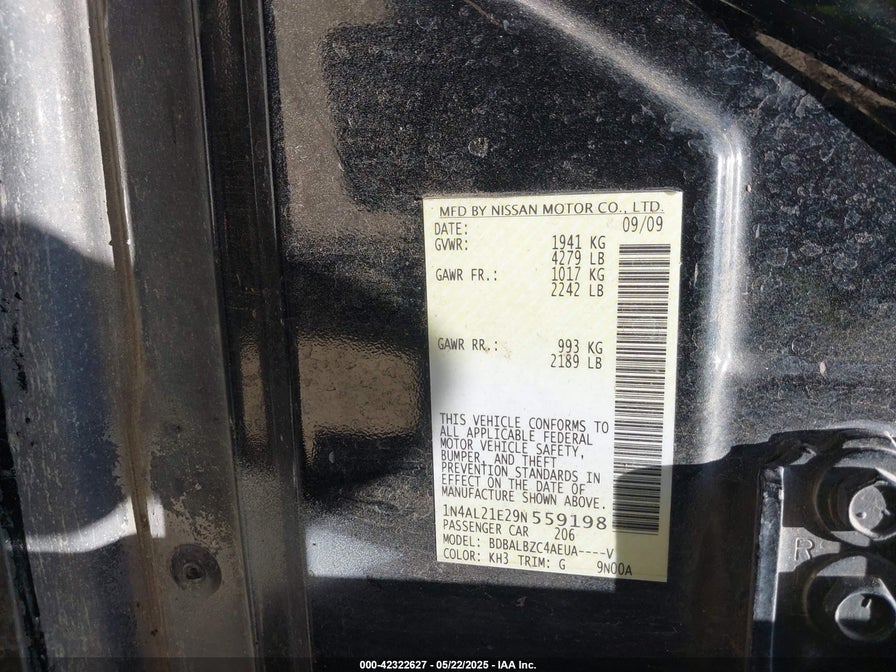 MFD BY NISSAN MOTOR CO., LTD.
DATE: 09/09
GVWR: 1941 KG
4279 LB
GAWR FR.: 1017 KG
2242 LB
GAWR RR.: 993 KG
2189 LB
THIS VEHICLE CONFORMS TO
ALL APPLICABLE FEDERAL
MOTOR VEHICLE SAFETY,
BUMPER, AND THEFT
PREVENTION STANDARDS IN
EFFECT ON THE DATE OF
MANUFACTURE SHOWN ABOVE.
1N4AL21E29N559198
PASSENGER CAR 206
MODEL: BDBALBZC4AEUA----V
COLOR: KH3 TRIM: G 9N00A
R
000-42322627 - 05/22/2025 - IAA Inc.